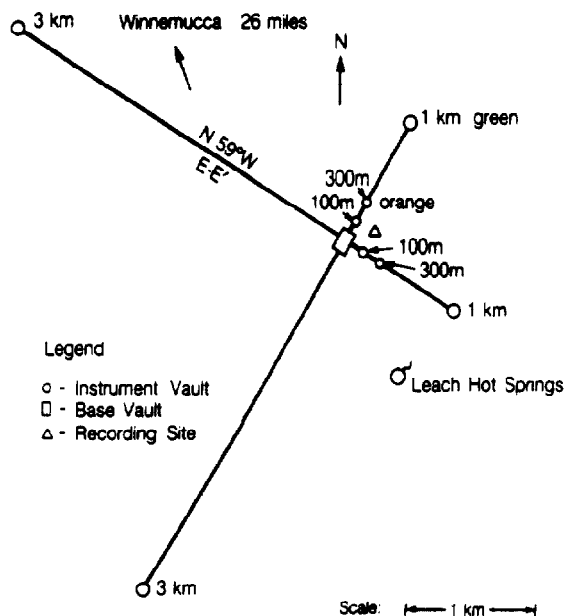 3 km
Winnemucca 26 miles
N
1 km green
N 59°W
E-E'
300m
orange
100m
100m
300m
1 km
Legend
o - Instrument Vault
▯ - Base Vault
△ - Recording Site
Leach Hot Springs
3 km
Scale: 1 km